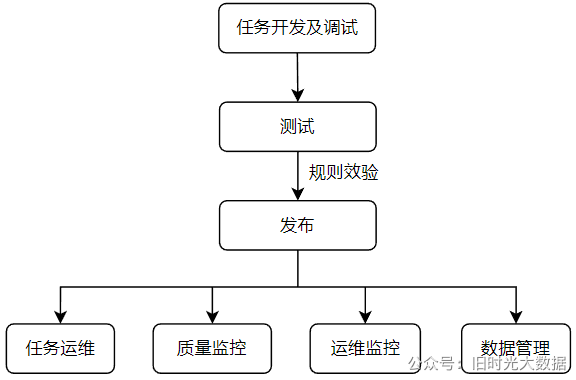 任务开发及调试
测试
规则效验
发布
任务运维
质量监控
运维监控
数据管理
公众号：旧时光大数据